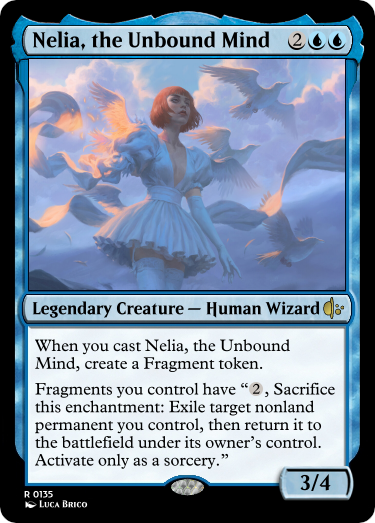 Nelia, the Unbound Mind 2
Legendary Creature — Human Wizard
When you cast Nelia, the Unbound
Mind, create a Fragment token.
Fragments you control have “2, Sacrifice
this enchantment: Exile target nonland
permanent you control, then return it to
the battlefield under its owner’s control.
Activate only as a sorcery.”
3/4
R 0135
Luca Brico